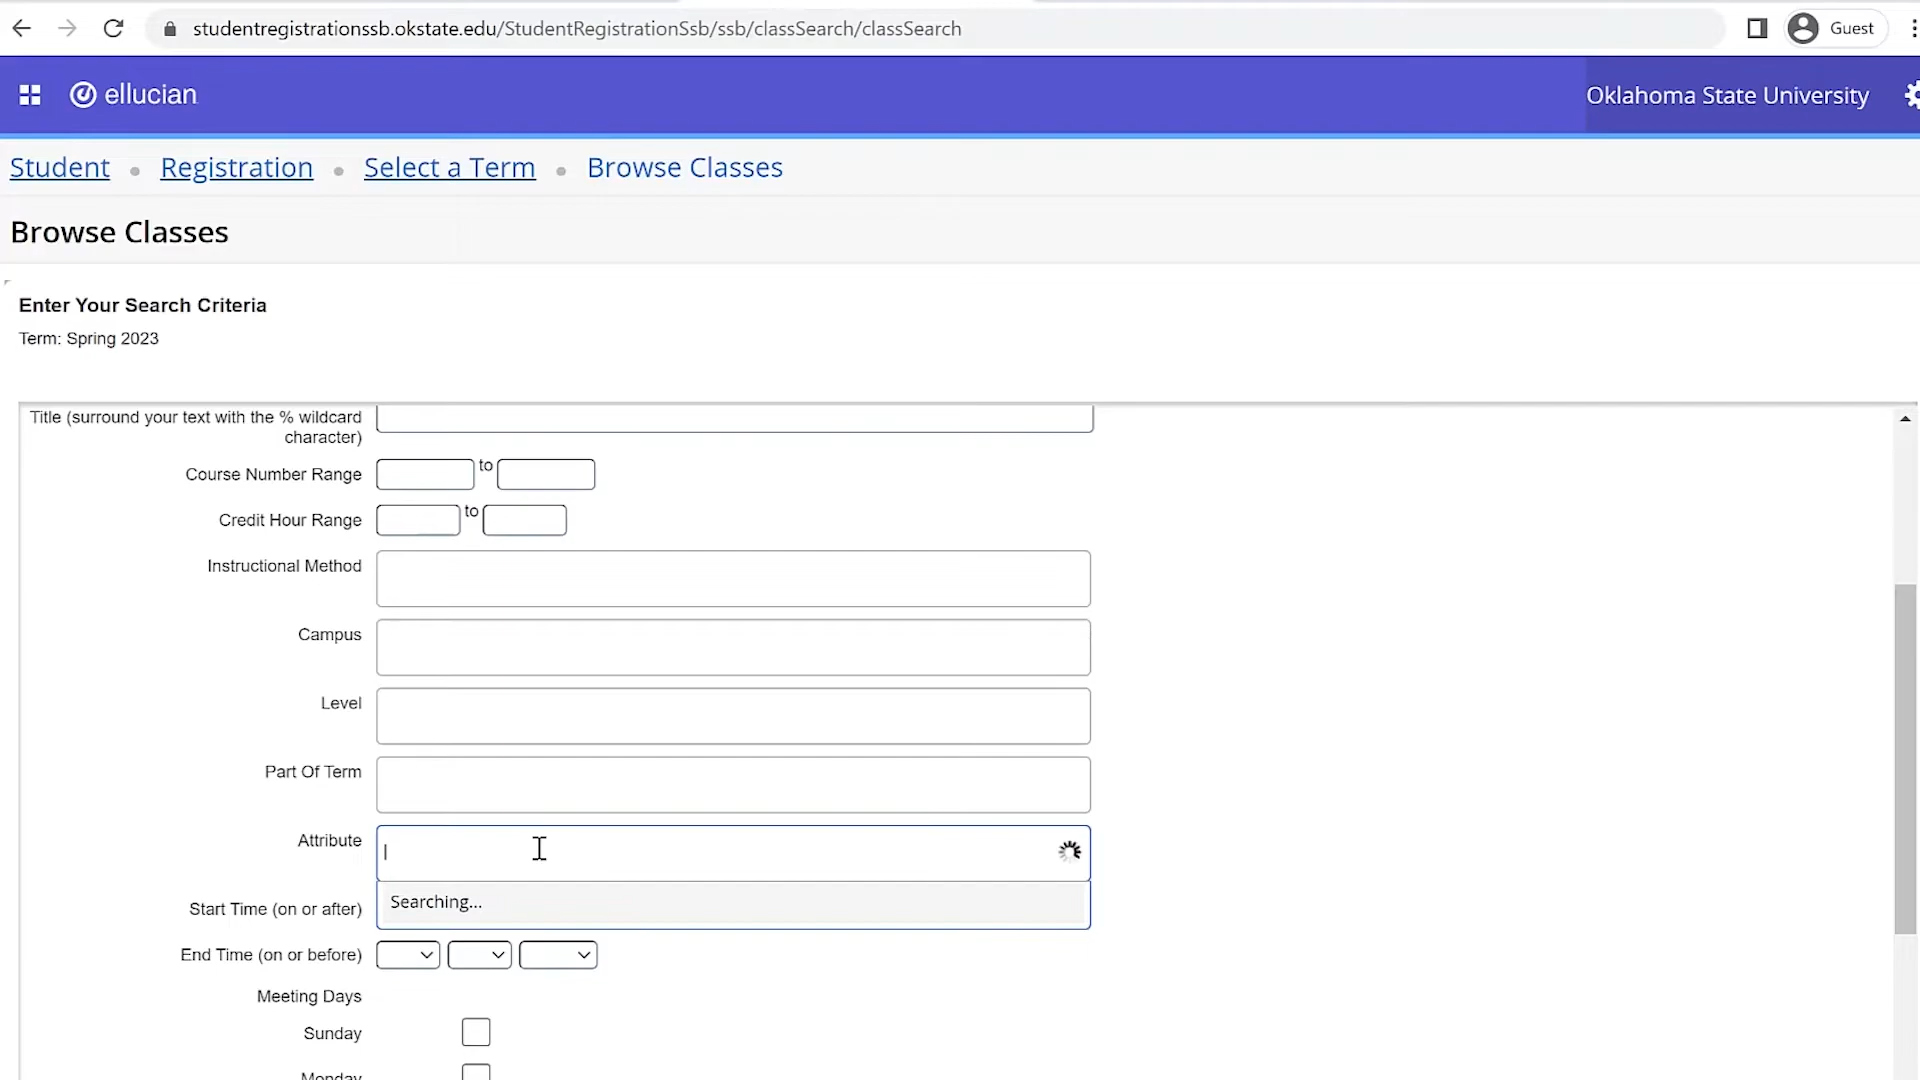 studentregistrationssb.okstate.edu/StudentRegistrationSsb/ssb/classSearch/classSearch
Guest
ellucian
Oklahoma State University
Student
Registration
Select a Term
Browse Classes
Browse Classes
Enter Your Search Criteria
Term: Spring 2023
Title (surround your text with the % wildcard
character)
Course Number Range
to
Credit Hour Range
to
Instructional Method
Campus
Level
Part Of Term
Attribute
Searching...
Start Time (on or after)
End Time (on or before)
Meeting Days
Sunday
Monday